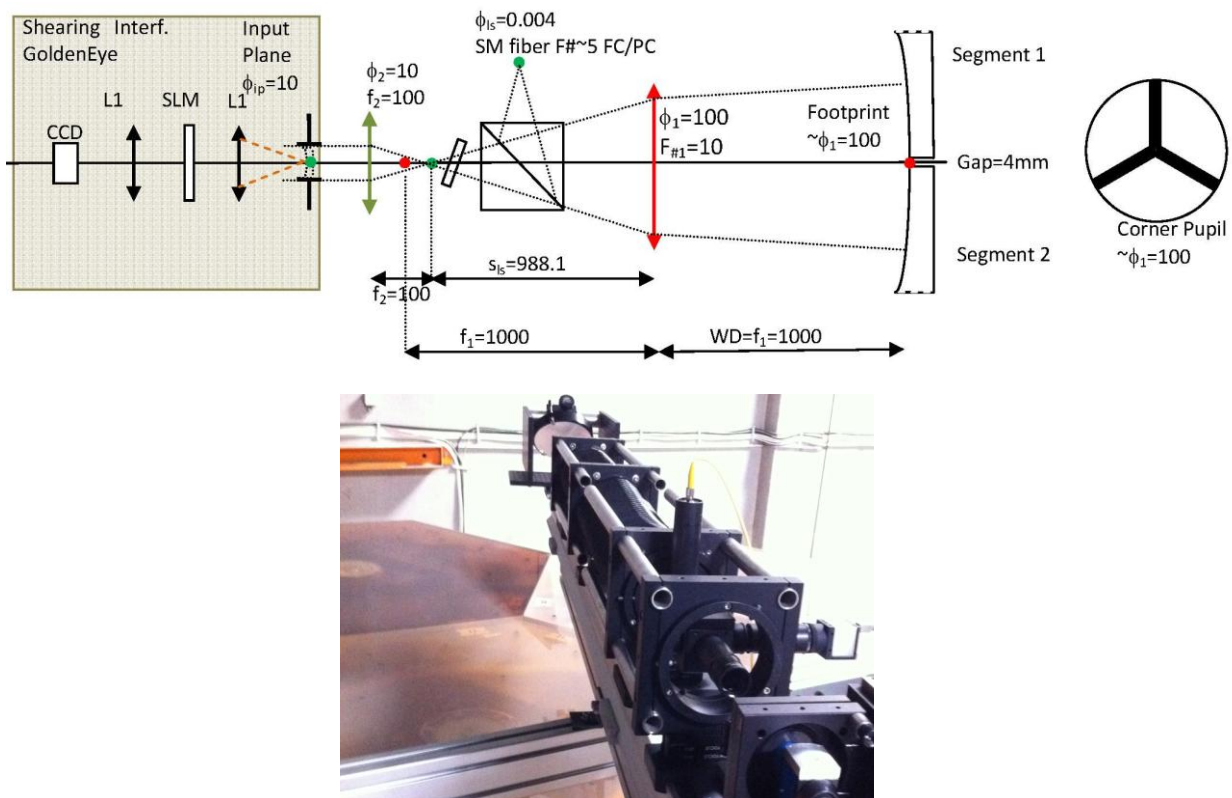 Shearing Interf.
GoldenEye
Input
Plane
ϕip=10
L1
SLM
L1
CCD
ϕ2=10
f2=100
ϕls=0.004
SM fiber F#~5 FC/PC
ϕ1=100
F#1=10
Footprint
~ϕ1=100
Segment 1
Gap=4mm
Segment 2
Corner Pupil
~ϕ1=100
sls=988.1
f2=100
f1=1000
WD=f1=1000